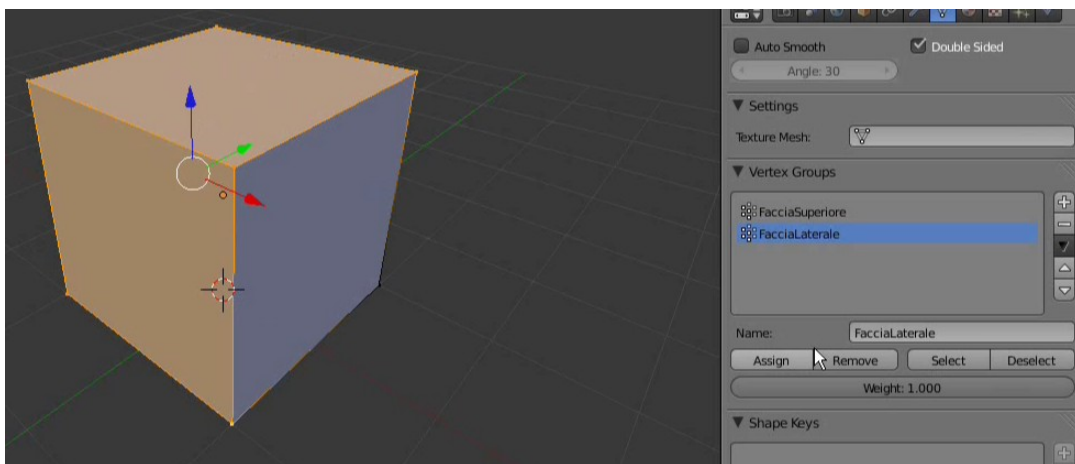 Auto Smooth
Double Sided
Angle: 30
Settings
Texture Mesh:
Vertex Groups
FacciaSuperiore
FacciaLaterale
Name:
FacciaLaterale
Assign
Remove
Select
Deselect
Weight: 1.000
Shape Keys